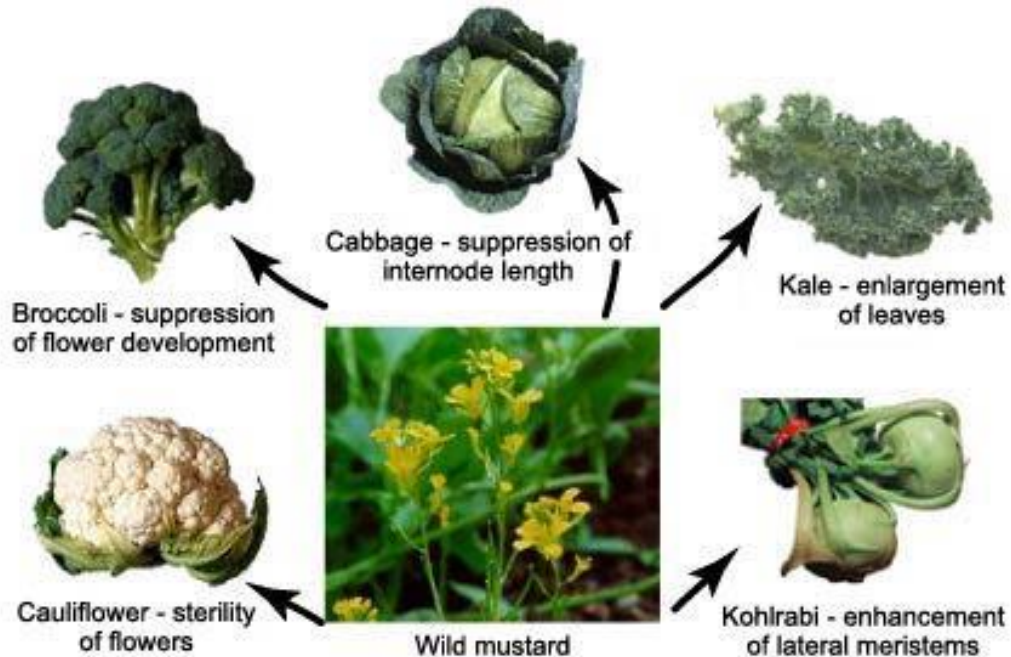 Cabbage - suppression of
internode length
Broccoli - suppression
of flower development
Kale - enlargement
of leaves
Cauliflower - sterility
of flowers
Wild mustard
Kohlrabi - enhancement
of lateral meristems